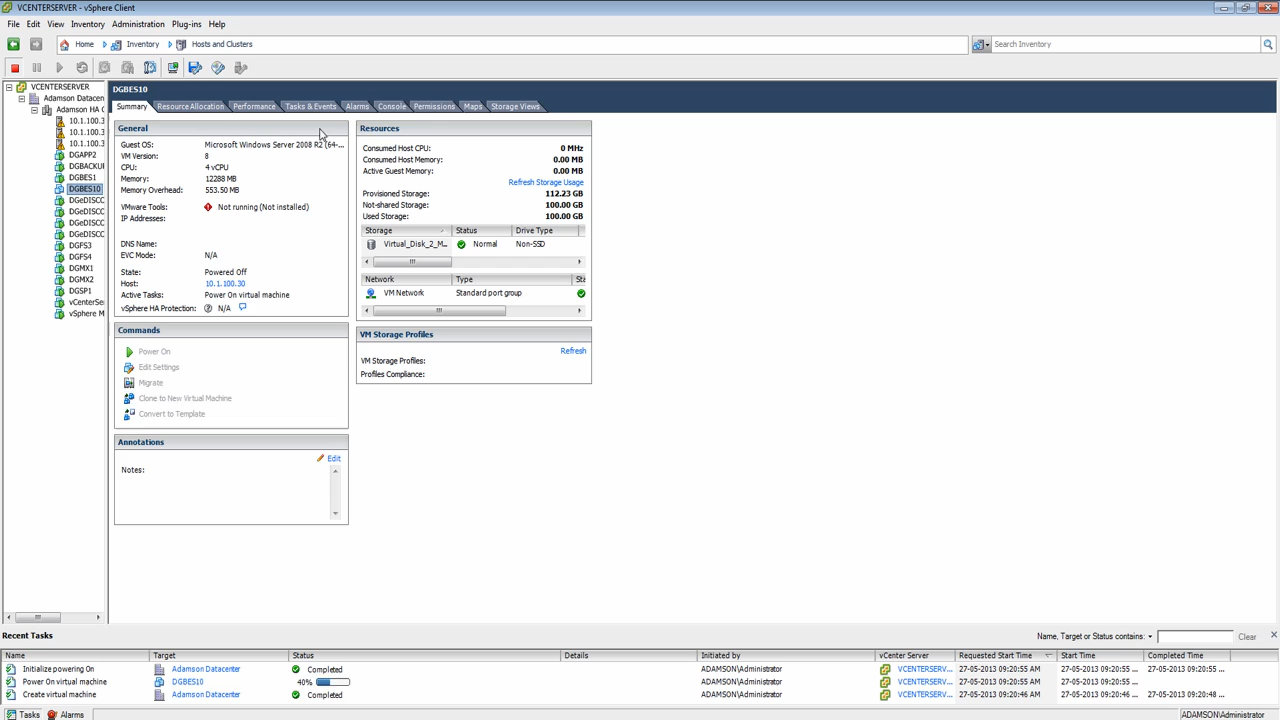 VCENTERSERVER - vSphere Client
File Edit View Inventory Administration Plug-ins Help
Home Inventory Hosts and Clusters
Search Inventory
VCENTERSERVER
Adamson Datacen
Adamson HA C
10.1.100.3
10.1.100.3
10.1.100.3
DGAPP2
DGBACKUP
DGBES1
DGBES10
DGeDISCC
DGeDISCC
DGeDISCC
DGeDISCC
DGFS3
DGFS4
DGMX1
DGMX2
DGSP1
vCenterSe
vSphere M
DGBES10
Summary Resource Allocation Performance Tasks & Events Alarms Console Permissions Maps Storage Views
General
Guest OS: Microsoft Windows Server 2008 R2 (64-...
VM Version: 8
CPU: 4 vCPU
Memory: 12288 MB
Memory Overhead: 553.50 MB
VMware Tools: Not running (Not installed)
IP Addresses:
DNS Name:
EVC Mode: N/A
State: Powered Off
Host: 10.1.100.30
Active Tasks: Power On virtual machine
vSphere HA Protection: N/A
Commands
Power On
Edit Settings
Migrate
Clone to New Virtual Machine
Convert to Template
Annotations
Edit
Notes:
Resources
Consumed Host CPU: 0 MHz
Consumed Host Memory: 0.00 MB
Active Guest Memory: 0.00 MB
Refresh Storage Usage
Provisioned Storage: 112.23 GB
Not-shared Storage: 100.00 GB
Used Storage: 100.00 GB
Storage Status Drive Type
Virtual_Disk_2_M... Normal Non-SSD
Network Type Sta
VM Network Standard port group
VM Storage Profiles
Refresh
VM Storage Profiles:
Profiles Compliance:
Recent Tasks
Name, Target or Status contains: Clear
Name Target Status Details Initiated by vCenter Server Requested Start Time Start Time Completed Time
Initialize powering On Adamson Datacenter Completed ADAMSON\Administrator VCENTERSERV... 27-05-2013 09:20:55 AM 27-05-2013 09:20:55 ... 27-05-2013 09:20:55 ...
Power On virtual machine DGBES10 40% ADAMSON\Administrator VCENTERSERV... 27-05-2013 09:20:55 AM 27-05-2013 09:20:55 ...
Create virtual machine Adamson Datacenter Completed ADAMSON\Administrator VCENTERSERV... 27-05-2013 09:20:46 AM 27-05-2013 09:20:46 ... 27-05-2013 09:20:48 ...
Tasks Alarms ADAMSON\Administrator